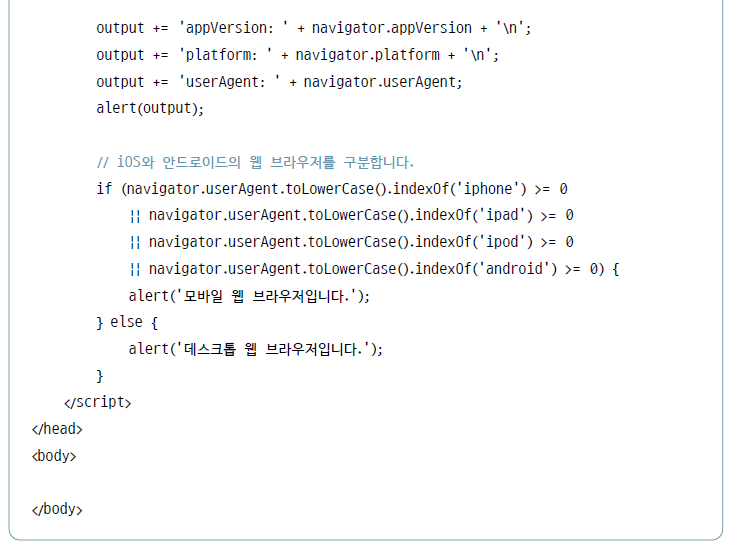 output += 'appVersion: ' + navigator.appVersion + '\n';
output += 'platform: ' + navigator.platform + '\n';
output += 'userAgent: ' + navigator.userAgent;
alert(output);
// iOS와 안드로이드의 웹 브라우저를 구분합니다.
if (navigator.userAgent.toLowerCase().indexOf('iphone') >= 0
|| navigator.userAgent.toLowerCase().indexOf('ipad') >= 0
|| navigator.userAgent.toLowerCase().indexOf('ipod') >= 0
|| navigator.userAgent.toLowerCase().indexOf('android') >= 0) {
alert('모바일 웹 브라우저입니다.');
} else {
alert('데스크톱 웹 브라우저입니다.');
}
</script>
</head>
<body>
</body>